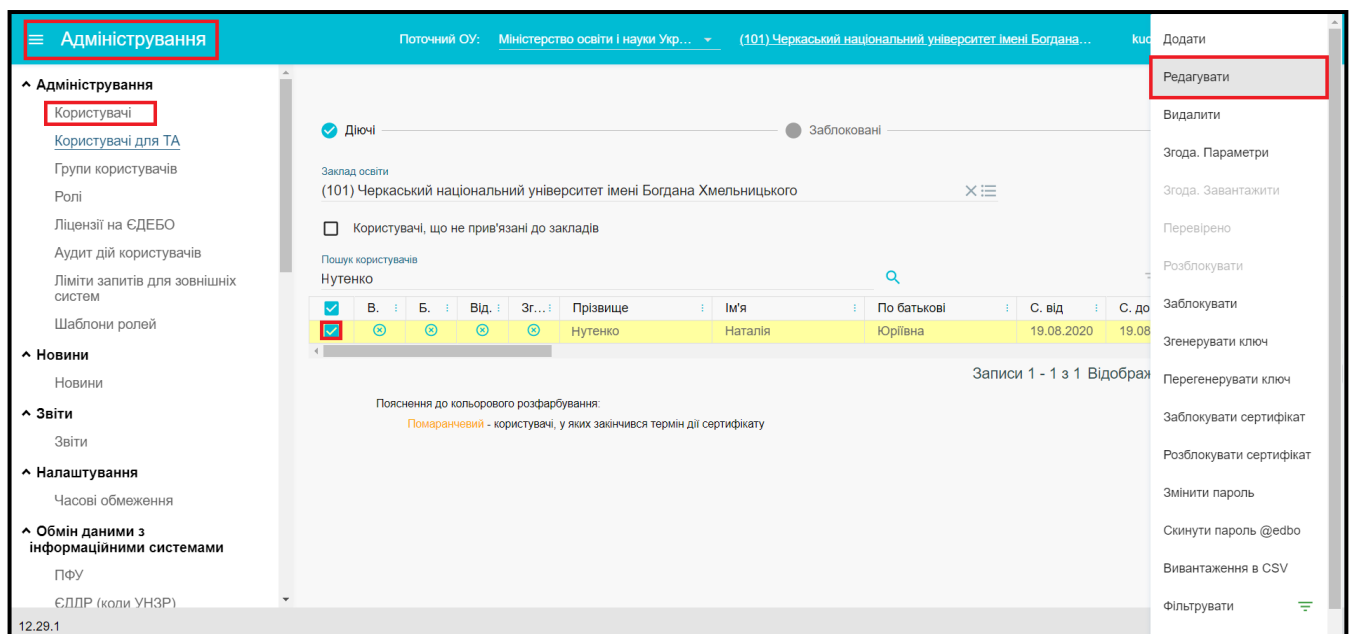 Адміністрування
Поточний ОУ: Міністерство освіти і науки Укр... (101) Черкаський національний університет імені Богдана...
Адміністрування
Користувачі
Користувачі для ТА
Групи користувачів
Ролі
Ліцензії на ЄДЕБО
Аудит дій користувачів
Ліміти запитів для зовнішніх
систем
Шаблони ролей
Новини
Новини
Звіти
Звіти
Налаштування
Часові обмеження
Обмін даними з
інформаційними системами
ПФУ
ЄДДР (коди УНЗР)
12.29.1
Діючі
Заблоковані
Заклад освіти
(101) Черкаський національний університет імені Богдана Хмельницького
Користувачі, що не прив'язані до закладів
Пошук користувачів
Нутенко
В. Б. Від. Зг... Прізвище Ім'я По батькові С. від С. до
Нутенко Наталія Юріївна 19.08.2020 19.08
Записи 1 - 1 з 1 Відображ
Пояснення до кольорового розфарбування:
Помаранчевий - користувачі, у яких закінчився термін дії сертифікату
Додати
Редагувати
Видалити
Згода. Параметри
Згода. Завантажити
Перевірено
Розблокувати
Заблокувати
Згенерувати ключ
Перегенерувати ключ
Заблокувати сертифікат
Розблокувати сертифікат
Змінити пароль
Скинути пароль @edbo
Вивантаження в CSV
Фільтрувати